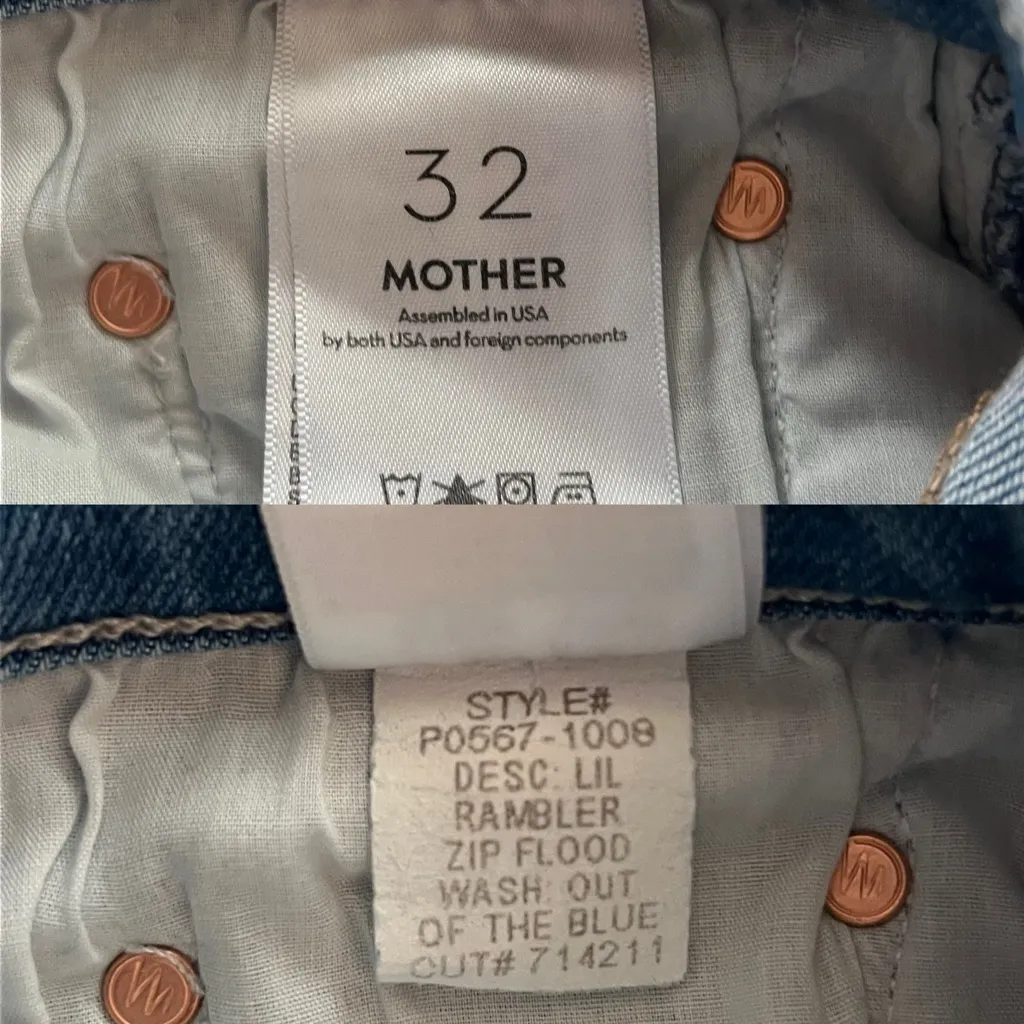 32
MOTHER
Assembled in USA
by both USA and foreign components
STYLE#
P0567-1008
DESC: LIL
RAMBLER
ZIP FLOOD
WASH: OUT
OF THE BLUE
CUT# 714211